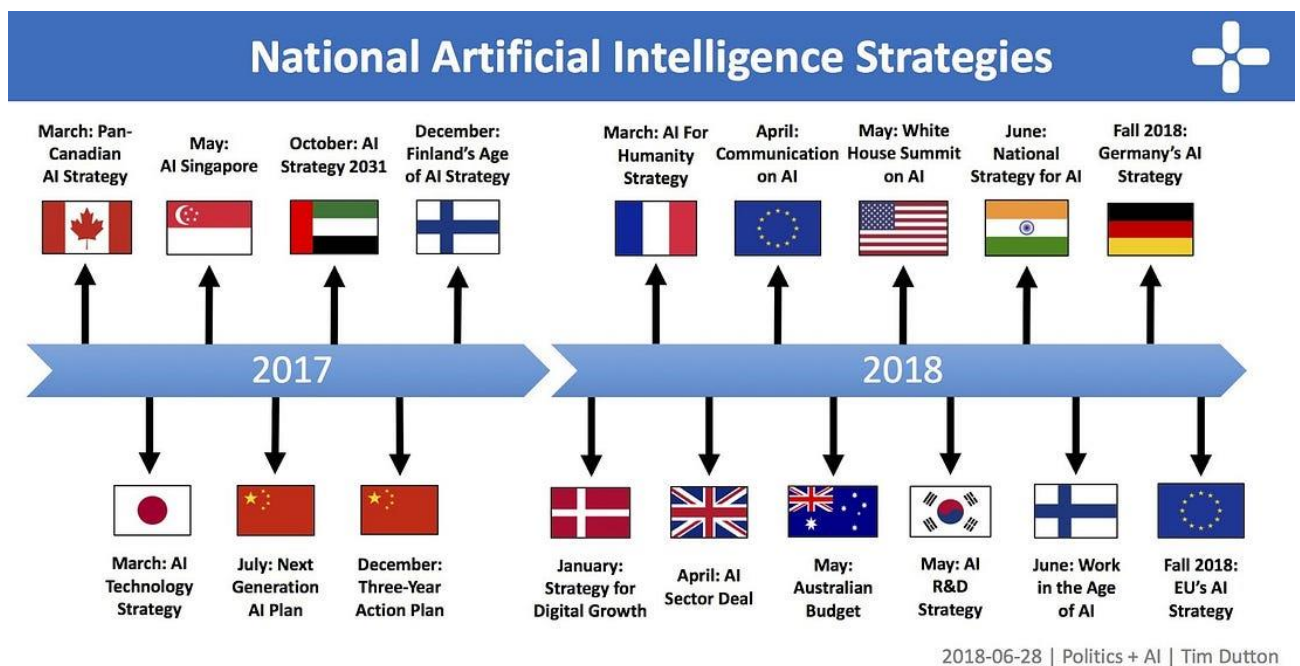 National Artificial Intelligence Strategies
March: Pan-
Canadian
AI Strategy
May:
AI Singapore
October: AI
Strategy 2031
December:
Finland's Age
of AI Strategy
March: AI For
Humanity
Strategy
April:
Communication
on AI
May: White
House Summit
on AI
June:
National
Strategy for AI
Fall 2018:
Germany's AI
Strategy
2017
2018
March: AI
Technology
Strategy
July: Next
Generation
AI Plan
December:
Three-Year
Action Plan
January:
Strategy for
Digital Growth
April: AI
Sector Deal
May:
Australian
Budget
May: AI
R&D
Strategy
June: Work
in the Age
of AI
Fall 2018:
EU's AI
Strategy
2018-06-28 | Politics + AI | Tim Dutton